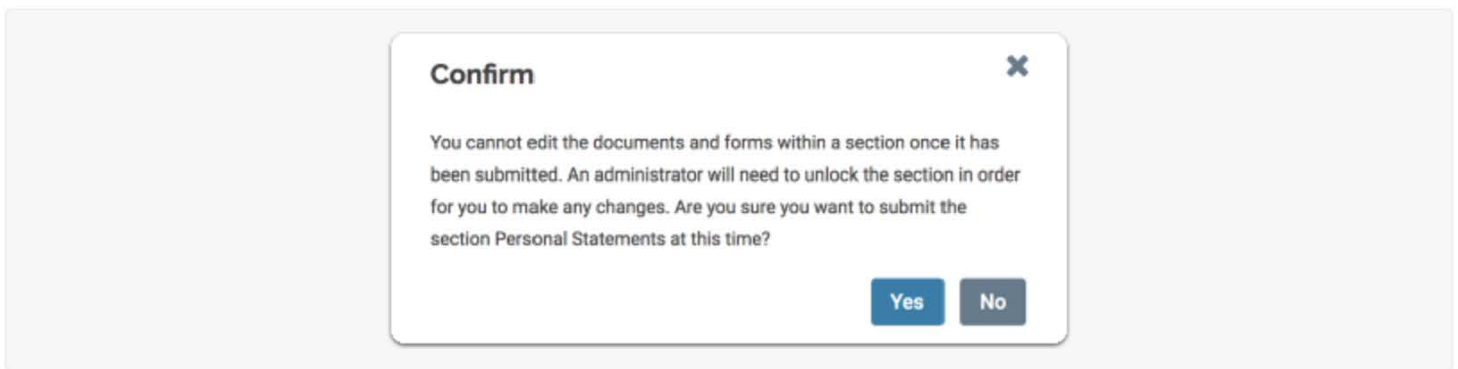 Confirm
You cannot edit the documents and forms within a section once it has
been submitted. An administrator will need to unlock the section in order
for you to make any changes. Are you sure you want to submit the
section Personal Statements at this time?
Yes No